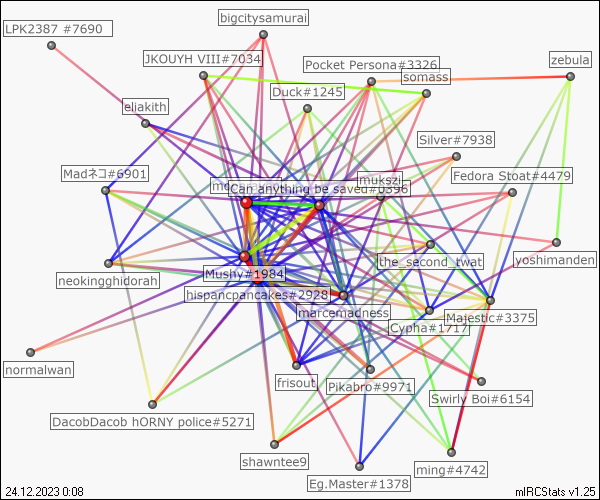 bigcitysamurai
LPK2387 #7690
JKOUYH VIII#7034
Pocket Persona#3326
zebula
somass
Duck#1245
eliakith
Silver#7938
Madネコ#6901
mukszi
Fedora Stoat#4479
Can anything be saved#0396
the_second_twat
yoshimanden
neokingghidorah
Mushy#1984
hispancpancakes#2928
marcemadness
Majestic#3375
Cypha#1717
normalwan
frisout
Pikabro#9971
Swirly Boi#6154
DacobDacob hORNY police#5271
shawntee9
ming#4742
Eg.Master#1378
24.12.2023 0:08
mIRCStats v1.25